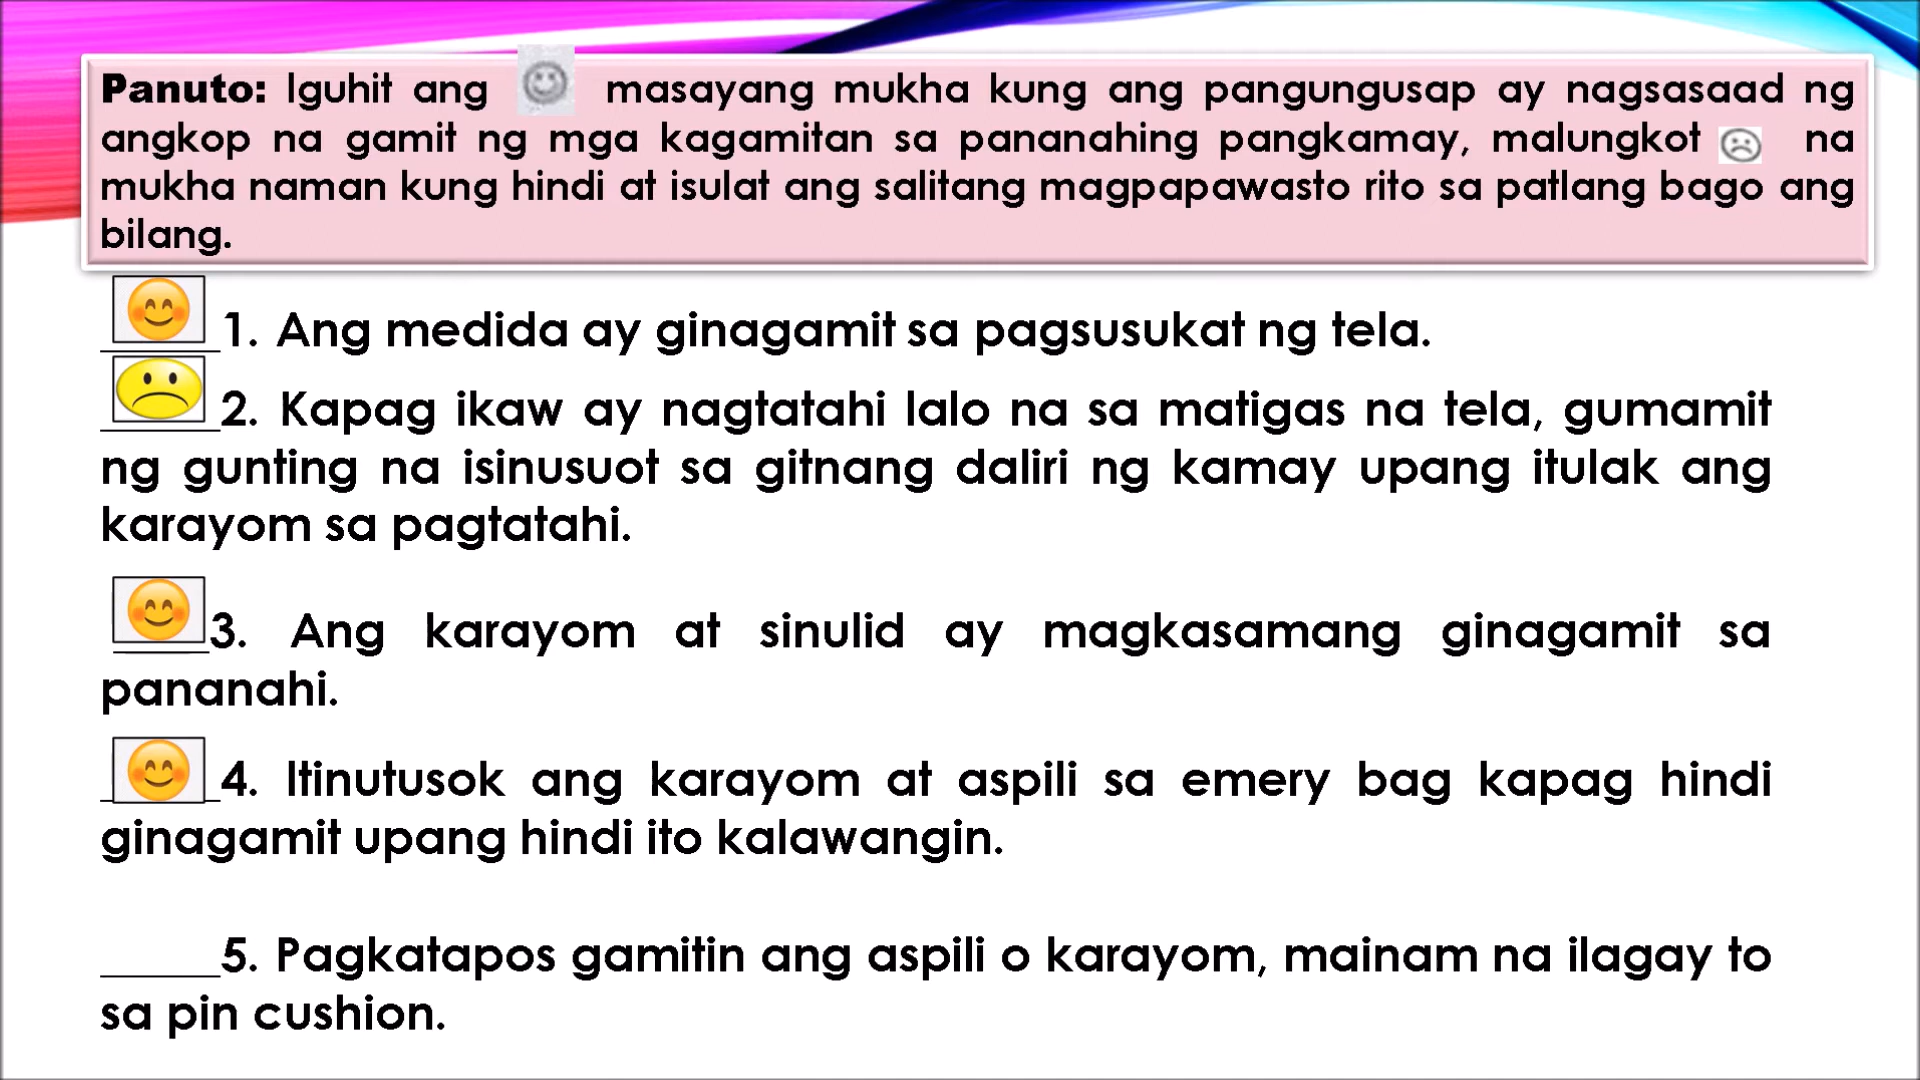 Panuto: Iguhit ang masayang mukha kung ang pangungusap ay nagsasaad ng
angkop na gamit ng mga kagamitan sa pananahing pangkamay, malungkot na
mukha naman kung hindi at isulat ang salitang magpapawasto rito sa patlang bago ang
bilang.
______1. Ang medida ay ginagamit sa pagsusukat ng tela.
______2. Kapag ikaw ay nagtatahi lalo na sa matigas na tela, gumamit
ng gunting na isinusuot sa gitnang daliri ng kamay upang itulak ang
karayom sa pagtatahi.
_____3. Ang karayom at sinulid ay magkasamang ginagamit sa
pananahi.
______4. Itinutusok ang karayom at aspili sa emery bag kapag hindi
ginagamit upang hindi ito kalawangin.
______5. Pagkatapos gamitin ang aspili o karayom, mainam na ilagay to
sa pin cushion.